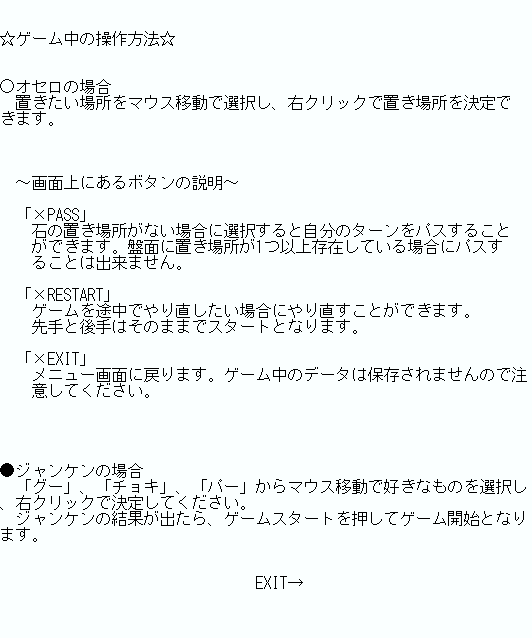 ☆ゲーム中の操作方法☆
○オセロの場合
置きたい場所をマウス移動で選択し、右クリックで置き場所を決定で
きます。
～画面上にあるボタンの説明～
「×PASS」
石の置き場所がない場合に選択すると自分のターンをパスすること
ができます。盤面に置き場所が1つ以上存在している場合にパスす
ることは出来ません。
「×RESTART」
ゲームを途中でやり直したい場合にやり直すことができます。
先手と後手はそのままでスタートとなります。
「×EXIT」
メニュー画面に戻ります。ゲーム中のデータは保存されませんので注
意してください。
●ジャンケンの場合
「グー」、「チョキ」、「パー」からマウス移動で好きなものを選択し
、右クリックで決定してください。
ジャンケンの結果が出たら、ゲームスタートを押してゲーム開始となり
ます。
EXIT→